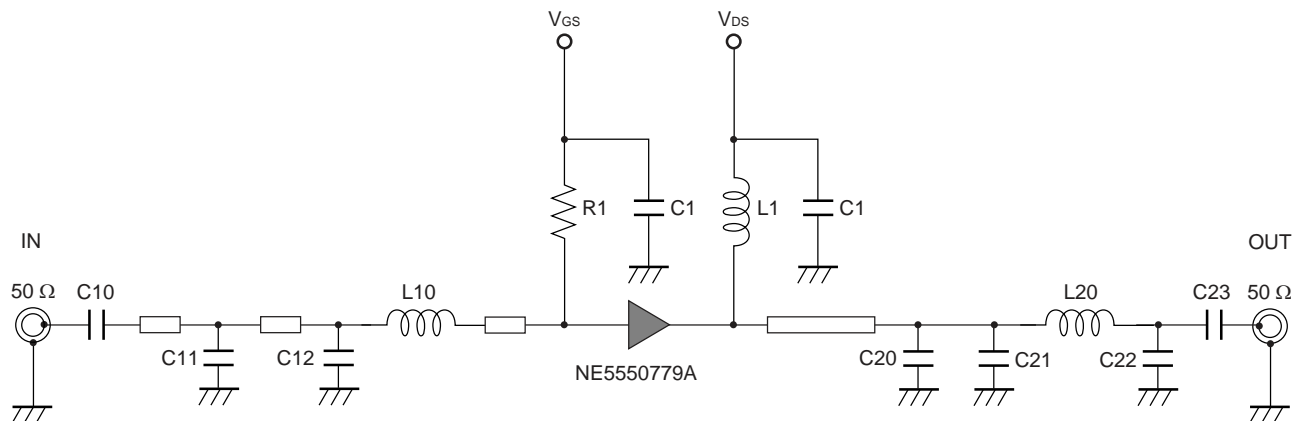 VGS
VDS
R1
C1
L1
C1
IN
OUT
50 Ω
C10
L10
L20
C23
50 Ω
C11
C12
C20
C21
C22
NE5550779A